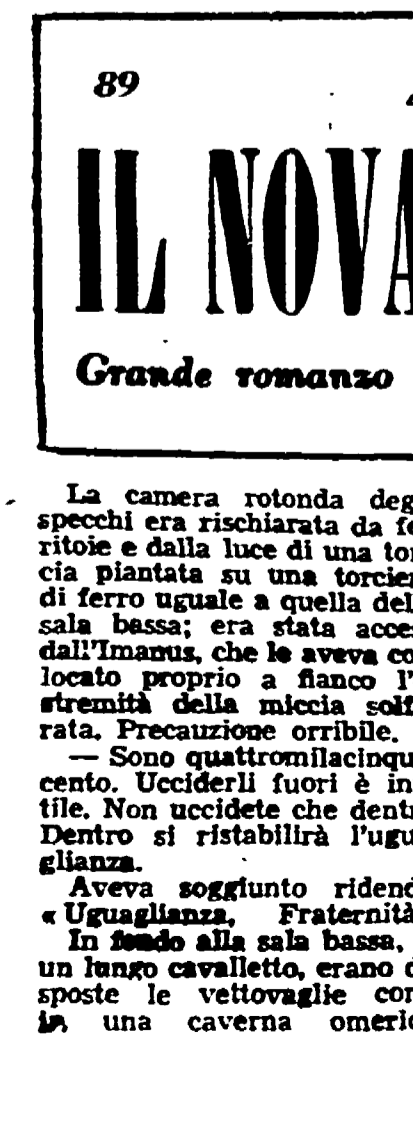 89
IL NOVA
Grande romanzo
La camera rotonda deg
specchi era rischiarata da fe
ritoie e dalla luce di una tor
cia piantata su una torcier
di ferro uguale a quella del
sala bassa; era stata acce
dall'Imanus, che le aveva co
locato proprio a fianco l'
stremità della miccia solf
rata. Precauzione orribile.
— Sono quattromilacinqu
cento. Ucciderli fuori è in
tile. Non uccidete che dent
Dentro si ristabilirà l'ugu
glianza.
Aveva soggiunto ridend
« Uguaglianza, Fraternità
In fondo alla sala bassa,
un lungo cavalletto, erano d
sposte le vettovaglie com
in una caverna omeric